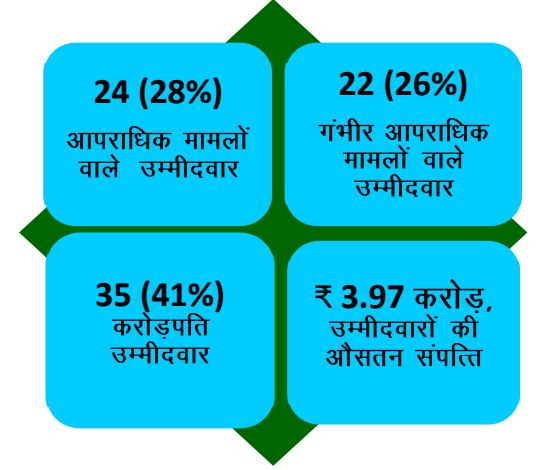 24 (28%)
आपराधिक मामलों
वाले उम्मीदवार
22 (26%)
गंभीर आपराधिक
मामलों वाले
उम्मीदवार
35 (41%)
करोड़पति
उम्मीदवार
₹ 3.97 करोड़,
उम्मीदवारों की
औसतन संपत्ति